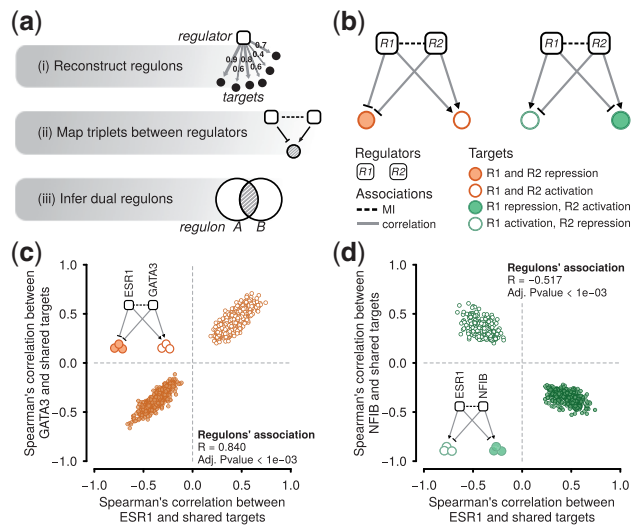 (a)
regulator
(i) Reconstruct regulons
0.9 0.6 0.8 0.6 0.4 0.7
targets
(ii) Map triplets between regulators
(iii) Infer dual regulons
regulon A B
(b)
R1 R2
R1 R2
Regulators
R1 R2
Associations
MI
correlation
Targets
R1 and R2 repression
R1 and R2 activation
R1 repression, R2 activation
R1 activation, R2 repression
(c)
Spearman's correlation between
GATA3 and shared targets
1.0
0.5
0.0
−0.5
−1.0
ESR1
GATA3
Regulons' association
R = 0.840
Adj. Pvalue < 1e−03
−1.0 −0.5 0.0 0.5 1.0
Spearman's correlation between
ESR1 and shared targets
(d)
Spearman's correlation between
NFIB and shared targets
1.0
0.5
0.0
−0.5
−1.0
Regulons' association
R = −0.517
Adj. Pvalue < 1e−03
ESR1
NFIB
−1.0 −0.5 0.0 0.5 1.0
Spearman's correlation between
ESR1 and shared targets